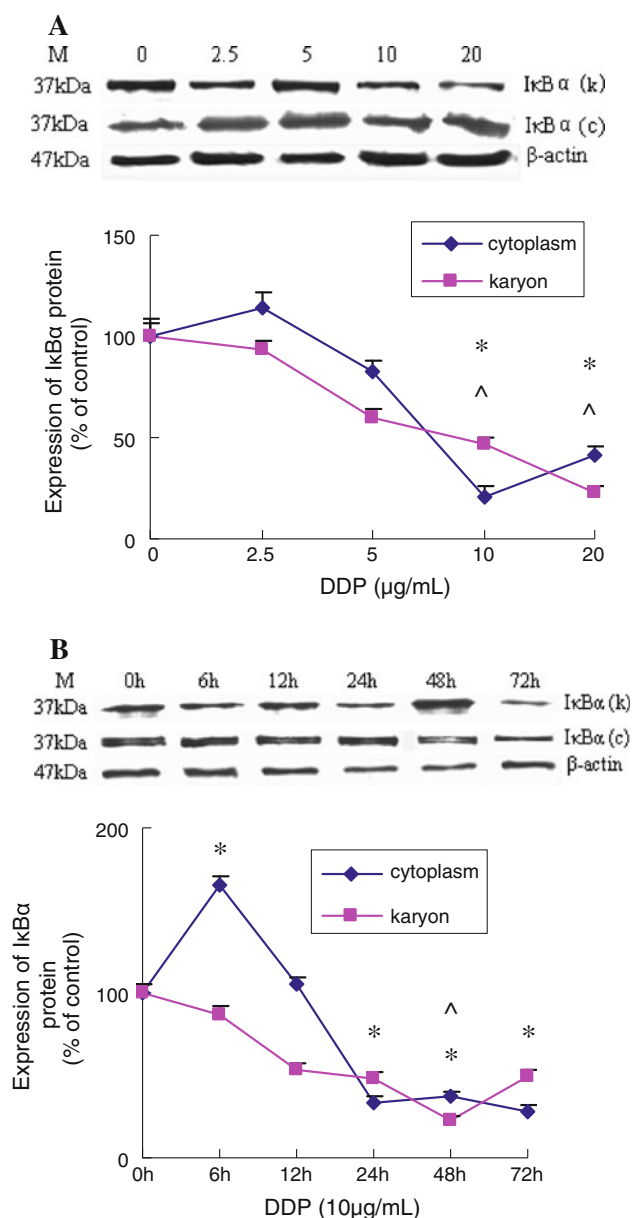 A
M 0 2.5 5 10 20
37kDa IκBα (k)
37kDa IκBα (c)
47kDa β-actin
150
100
50
0
Expression of IκBα protein
(% of control)
cytoplasm
karyon
* *
^ ^
0 2.5 5 10 20
DDP (μg/mL)
B
M 0h 6h 12h 24h 48h 72h
37kDa IκBα(k)
37kDa IκBα(c)
47kDa β-actin
200
100
0
Expression of IκBα
protein
(% of control)
cytoplasm
karyon
*
^
* * *
0h 6h 12h 24h 48h 72h
DDP (10μg/mL)